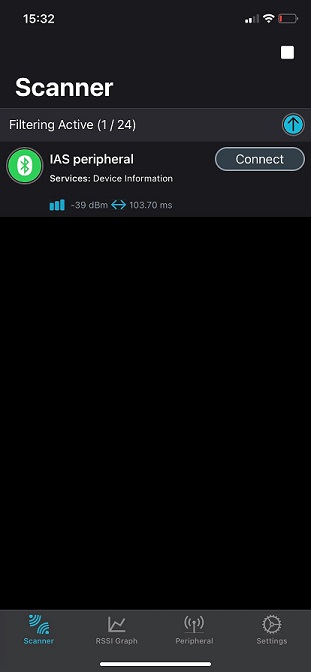 15:32
Scanner
Filtering Active (1 / 24)
IAS peripheral
Connect
Services: Device Information
-39 dBm
103.70 ms
Scanner
RSSI Graph
Peripheral
Settings